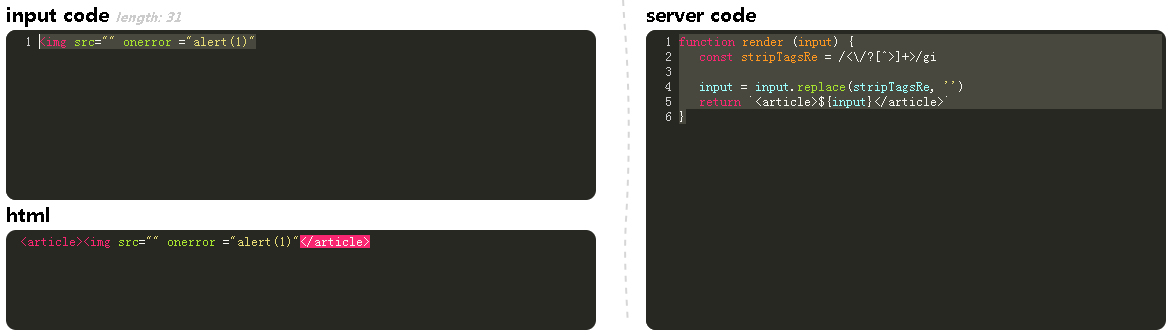 input code length: 31
1 <img src="" onerror ="alert(1)"
html
<article><img src="" onerror ="alert(1)"</article>
server code
1 function render (input) {
2 const stripTagsRe = /<\/?[^>]+>/gi
3
4 input = input.replace(stripTagsRe, '')
5 return `<article>${input}</article>`
6 }